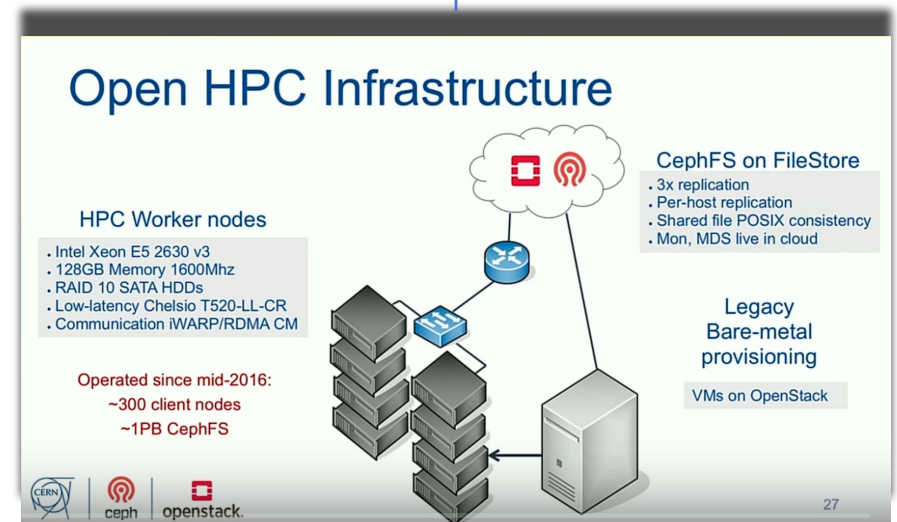 Open HPC Infrastructure
HPC Worker nodes
. Intel Xeon E5 2630 v3
. 128GB Memory 1600Mhz
. RAID 10 SATA HDDs
. Low-latency Chelsio T520-LL-CR
. Communication iWARP/RDMA CM
Operated since mid-2016:
~300 client nodes
~1PB CephFS
CephFS on FileStore
. 3x replication
. Per-host replication
. Shared file POSIX consistency
. Mon, MDS live in cloud
Legacy
Bare-metal
provisioning
VMs on OpenStack
CERN
ceph
openstack.
27